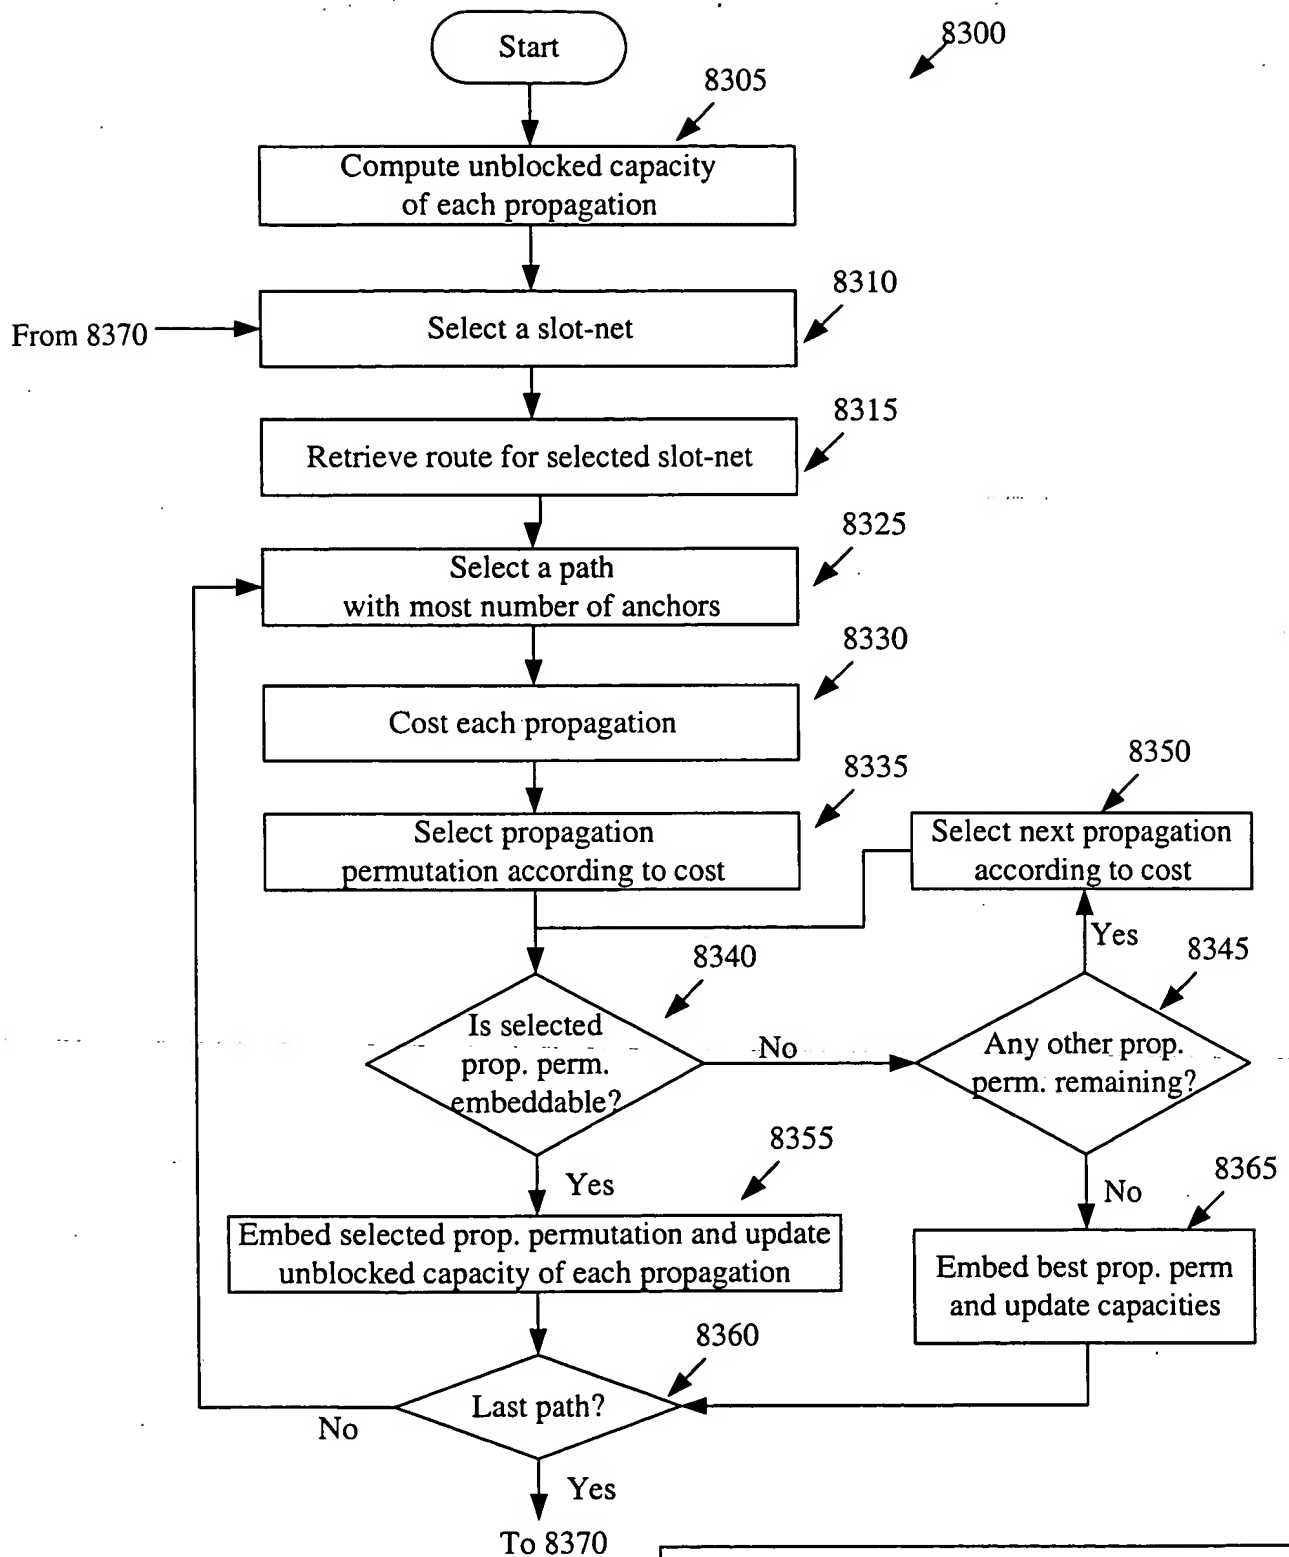 Start
8300
8305
Compute unblocked capacity
of each propagation
8310
From 8370
Select a slot-net
8315
Retrieve route for selected slot-net
8325
Select a path
with most number of anchors
8330
Cost each propagation
8335
Select propagation
permutation according to cost
8350
Select next propagation
according to cost
Yes
8340
8345
Is selected
prop. perm.
embeddable?
No
Any other prop.
perm. remaining?
8355
Yes
8365
No
Embed selected prop. permutation and update
unblocked capacity of each propagation
Embed best prop. perm
and update capacities
8360
Last path?
No
Yes
To 8370